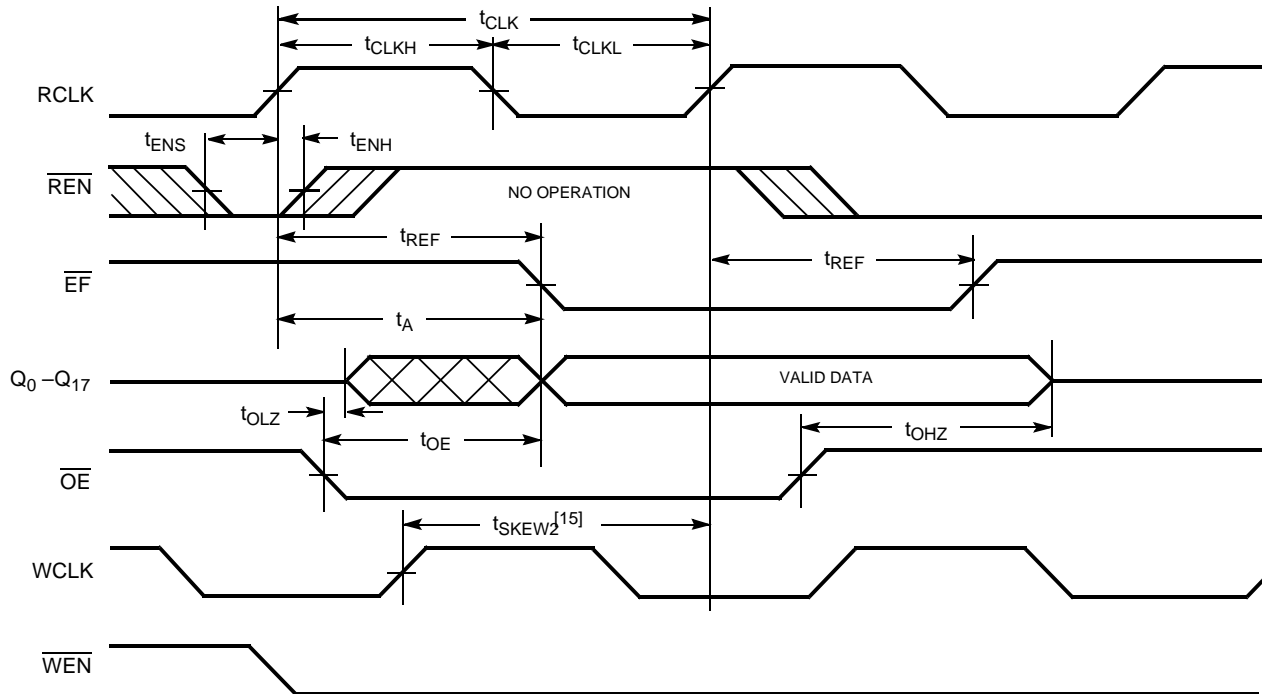 tCLK
tCLKH
tCLKL
RCLK
tENS
tENH
REN
NO OPERATION
tREF
tREF
EF
tA
Q0 –Q17
VALID DATA
tOLZ
tOE
tOHZ
OE
tSKEW2[15]
WCLK
WEN